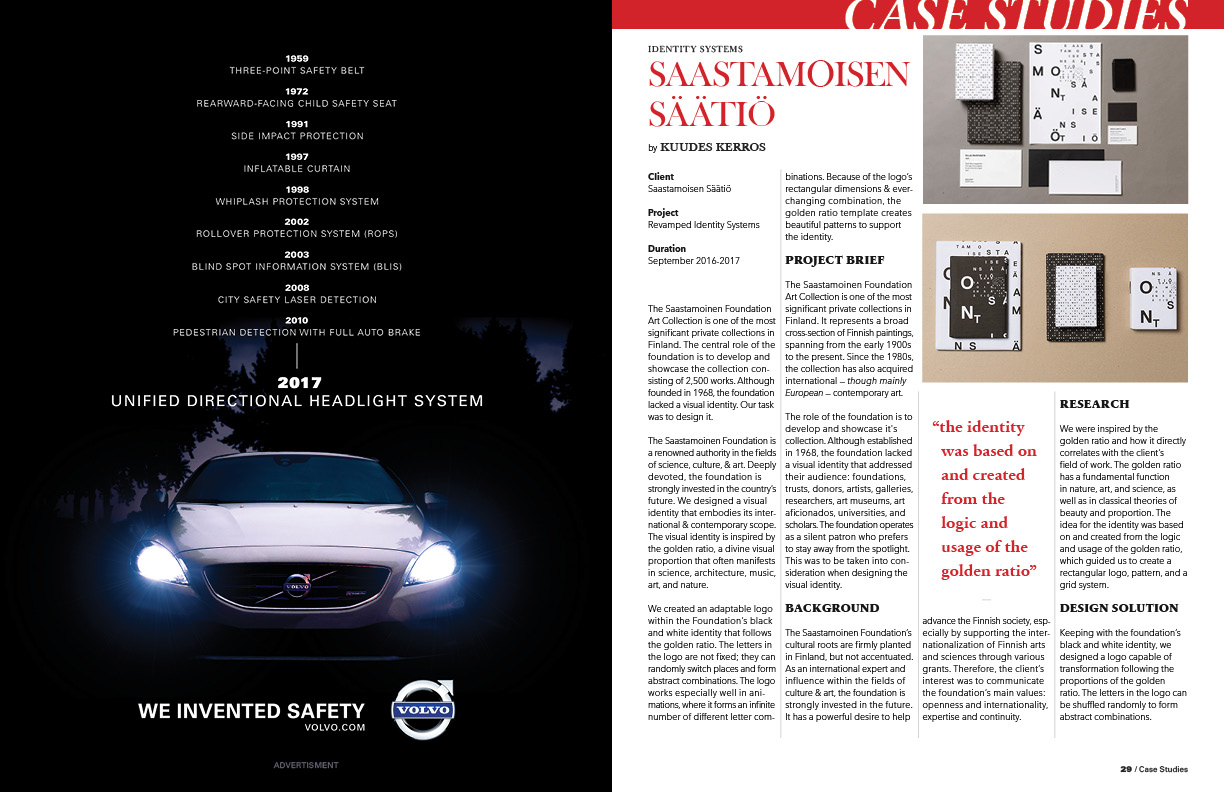 1959
THREE-POINT SAFETY BELT
1972
REARWARD-FACING CHILD SAFETY SEAT
1991
SIDE IMPACT PROTECTION
1997
INFLATABLE CURTAIN
1998
WHIPLASH PROTECTION SYSTEM
2002
ROLLOVER PROTECTION SYSTEM (ROPS)
2003
BLIND SPOT INFORMATION SYSTEM (BLIS)
2008
CITY SAFETY LASER DETECTION
2010
PEDESTRIAN DETECTION WITH FULL AUTO BRAKE
2017
UNIFIED DIRECTIONAL HEADLIGHT SYSTEM
VOLVO
WE INVENTED SAFETY
VOLVO.COM
VOLVO
ADVERTISMENT
CASE STUDIES
IDENTITY SYSTEMS
SAASTAMOISEN
SÄÄTIÖ
by KUUDES KERROS
Client
Saastamoisen Säätiö
Project
Revamped Identity Systems
Duration
September 2016-2017
The Saastamoinen Foundation
Art Collection is one of the most
significant private collections in
Finland. The central role of the
foundation is to develop and
showcase the collection con-
sisting of 2,500 works. Although
founded in 1968, the foundation
lacked a visual identity. Our task
was to design it.
The Saastamoinen Foundation is
a renowned authority in the fields
of science, culture, & art. Deeply
devoted, the foundation is
strongly invested in the country's
future. We designed a visual
identity that embodies its inter-
national & contemporary scope.
The visual identity is inspired by
the golden ratio, a divine visual
proportion that often manifests
in science, architecture, music,
art, and nature.
We created an adaptable logo
within the Foundation's black
and white identity that follows
the golden ratio. The letters in
the logo are not fixed; they can
randomly switch places and form
abstract combinations. The logo
works especially well in ani-
mations, where it forms an infinite
number of different letter com-
binations. Because of the logo's
rectangular dimensions & ever-
changing combination, the
golden ratio template creates
beautiful patterns to support
the identity.
PROJECT BRIEF
The Saastamoinen Foundation
Art Collection is one of the most
significant private collections in
Finland. It represents a broad
cross-section of Finnish paintings,
spanning from the early 1900s
to the present. Since the 1980s,
the collection has also acquired
international – though mainly
European – contemporary art.
The role of the foundation is to
develop and showcase it's
collection. Although established
in 1968, the foundation lacked
a visual identity that addressed
their audience: foundations,
trusts, donors, artists, galleries,
researchers, art museums, art
aficionados, universities, and
scholars. The foundation operates
as a silent patron who prefers
to stay away from the spotlight.
This was to be taken into con-
sideration when designing the
visual identity.
BACKGROUND
The Saastamoinen Foundation's
cultural roots are firmly planted
in Finland, but not accentuated.
As an international expert and
influence within the fields of
culture & art, the foundation is
strongly invested in the future.
It has a powerful desire to help
“the identity
was based on
and created
from the
logic and
usage of the
golden ratio”
advance the Finnish society, esp-
ecially by supporting the inter-
nationalization of Finnish arts
and sciences through various
grants. Therefore, the client's
interest was to communicate
the foundation's main values:
openness and internationality,
expertise and continuity.
RESEARCH
We were inspired by the
golden ratio and how it directly
correlates with the client's
field of work. The golden ratio
has a fundamental function
in nature, art, and science, as
well as in classical theories of
beauty and proportion. The
idea for the identity was based
on and created from the logic
and usage of the golden ratio,
which guided us to create a
rectangular logo, pattern, and a
grid system.
DESIGN SOLUTION
Keeping with the foundation's
black and white identity, we
designed a logo capable of
transformation following the
proportions of the golden
ratio. The letters in the logo can
be shuffled randomly to form
abstract combinations.
29 / Case Studies